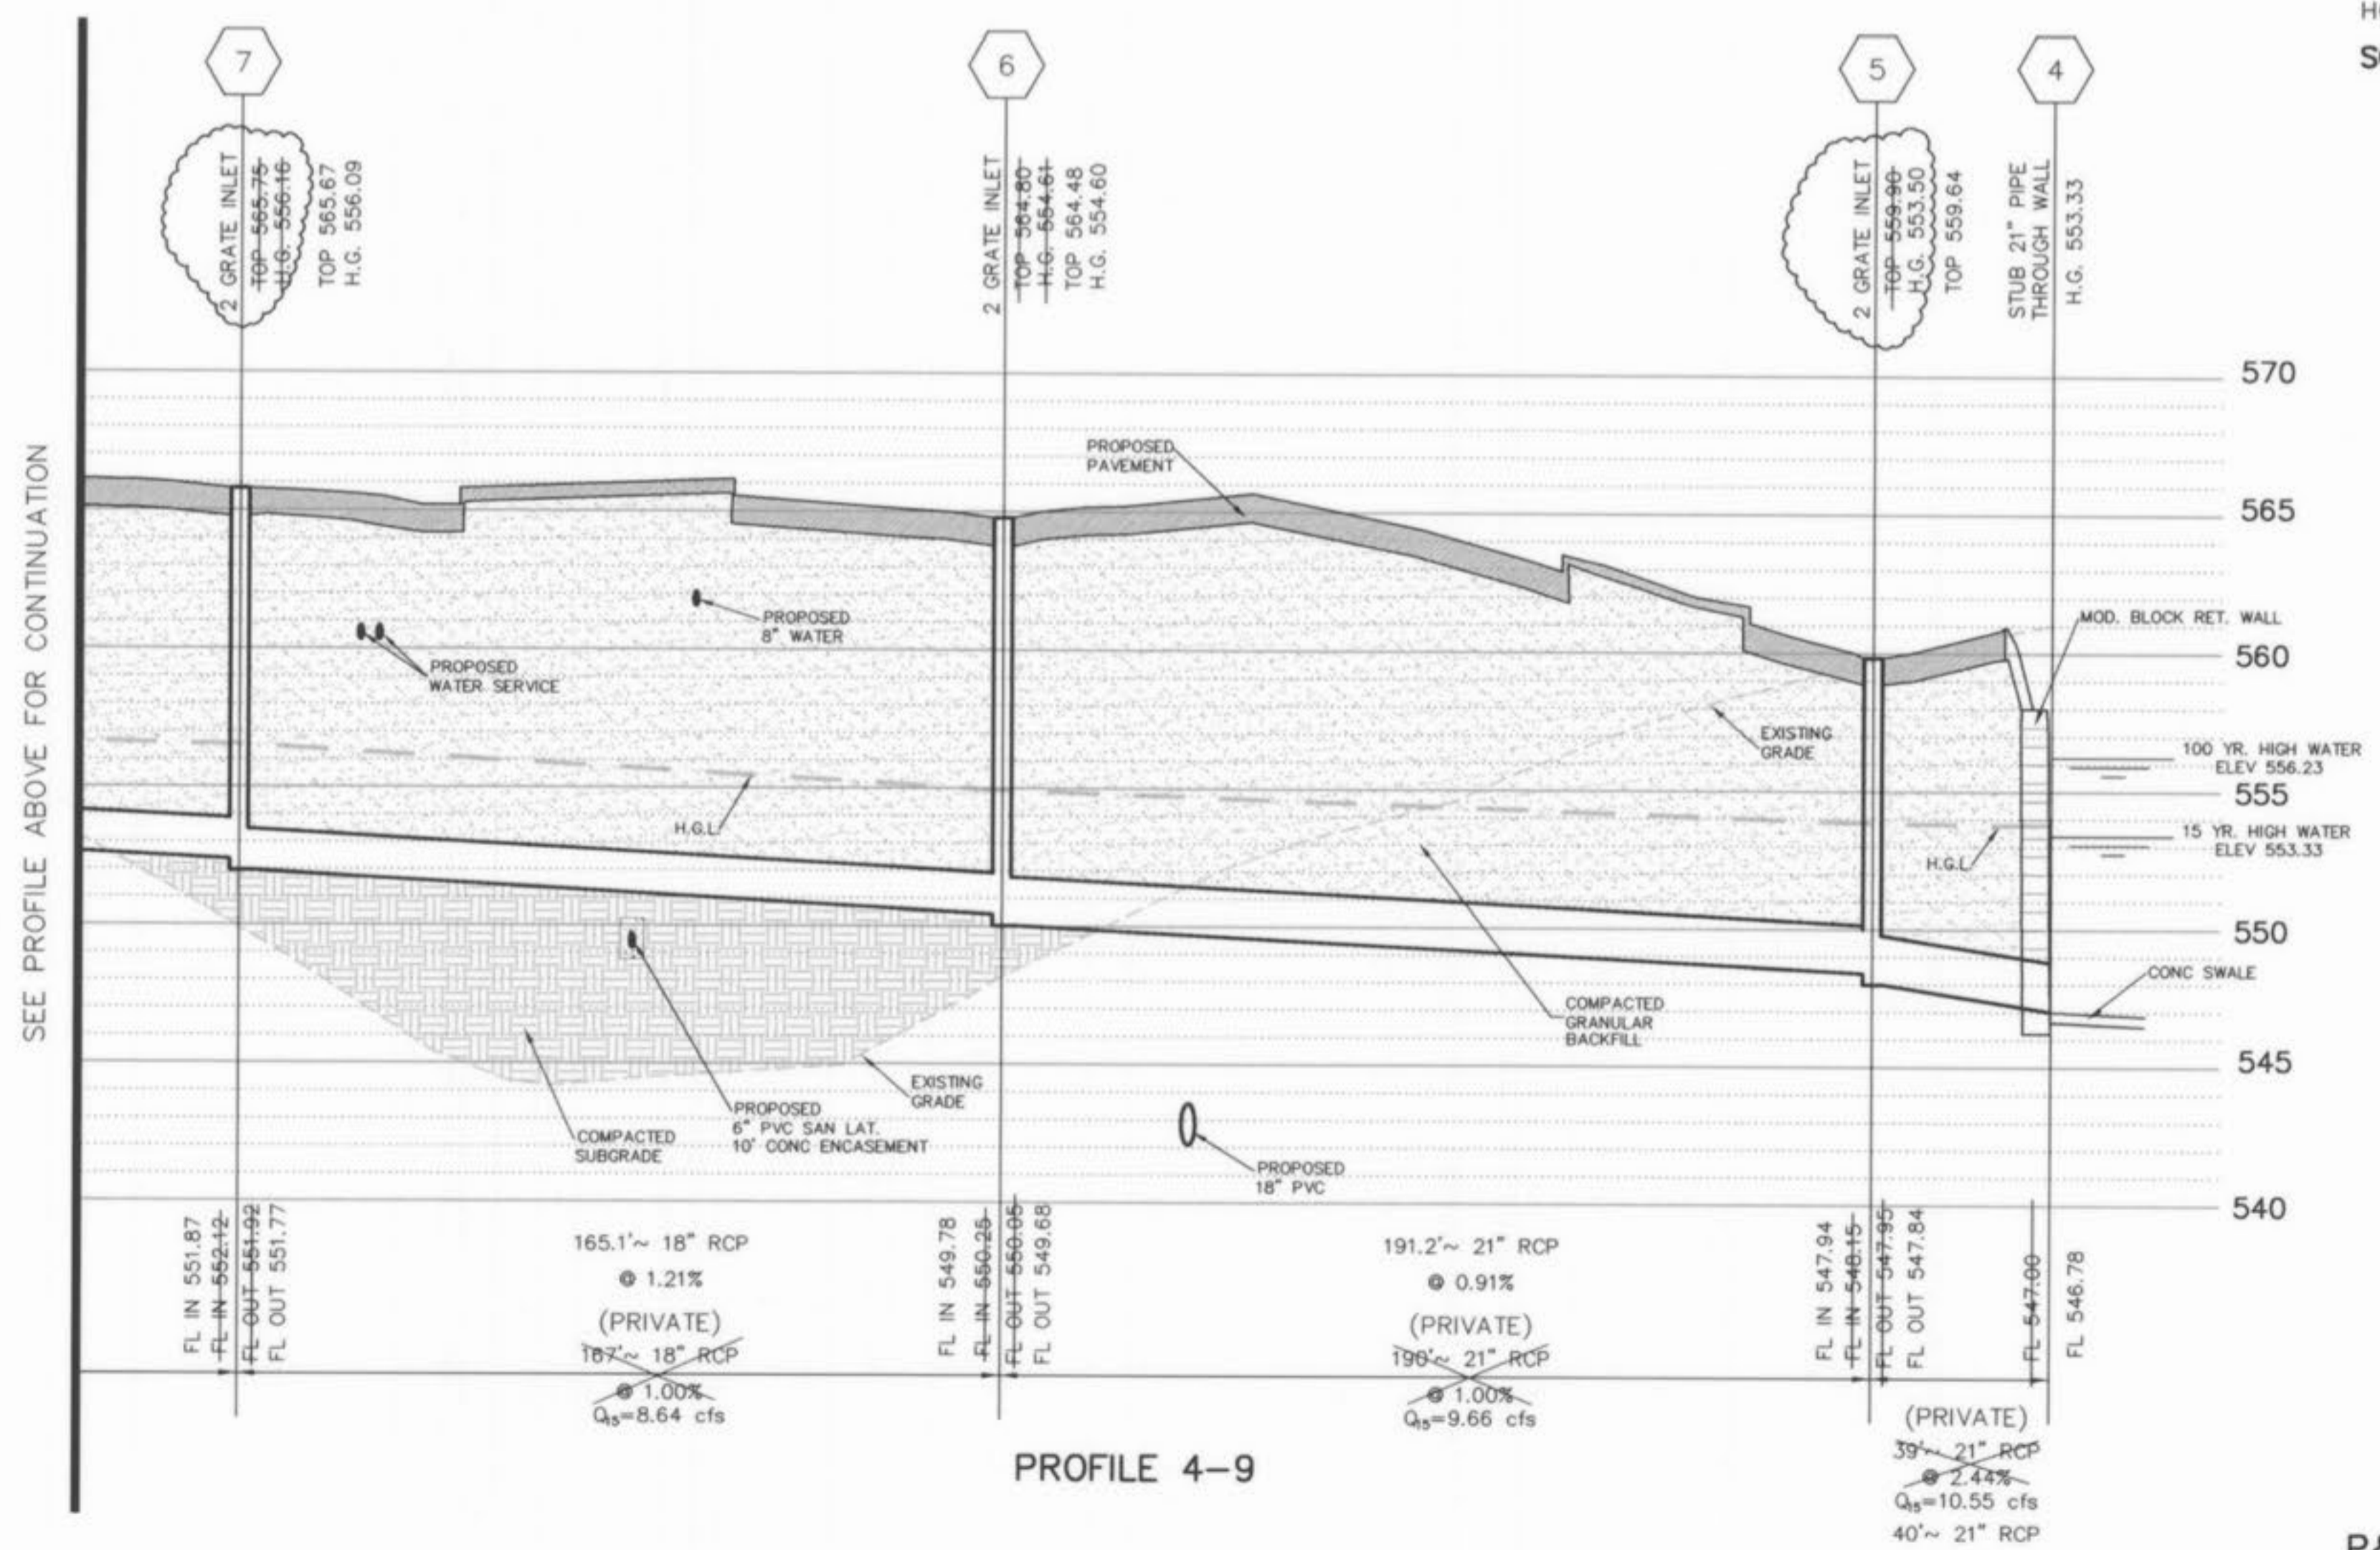 7
6
5
4
2 GRATE INLET
TOP 565.75
H.G. 556.16
TOP 565.67
H.G. 556.09
2 GRATE INLET
TOP 564.80
H.G. 554.61
TOP 564.48
H.G. 554.60
2 GRATE INLET
TOP 559.90
H.G. 553.50
TOP 559.64
STUB 21" PIPE
THROUGH WALL
H.G. 553.33
SEE PROFILE ABOVE FOR CONTINUATION
570
565
560
555
550
545
540
PROPOSED
PAVEMENT
PROPOSED
8" WATER
PROPOSED
WATER SERVICE
MOD. BLOCK RET. WALL
EXISTING
GRADE
100 YR. HIGH WATER
ELEV 556.23
15 YR. HIGH WATER
ELEV 553.33
H.G.L.
H.G.L.
CONC SWALE
COMPACTED
GRANULAR
BACKFILL
EXISTING
GRADE
PROPOSED
6" PVC SAN LAT.
10' CONC ENCASEMENT
COMPACTED
SUBGRADE
PROPOSED
18" PVC
FL IN 551.87
FL IN 552.12
FL OUT 551.92
FL OUT 551.77
165.1'~ 18" RCP
@ 1.21%
(PRIVATE)
167'~ 18" RCP
@ 1.00%
Q15=8.64 cfs
FL IN 549.78
FL IN 550.25
FL OUT 550.05
FL OUT 549.68
191.2'~ 21" RCP
@ 0.91%
(PRIVATE)
190'~ 21" RCP
@ 1.00%
Q15=9.66 cfs
FL IN 547.94
FL IN 548.15
FL OUT 547.95
FL OUT 547.84
FL 547.00
FL 546.78
(PRIVATE)
39'~ 21" RCP
@ 2.44%
Q15=10.55 cfs
40'~ 21" RCP
PROFILE 4-9